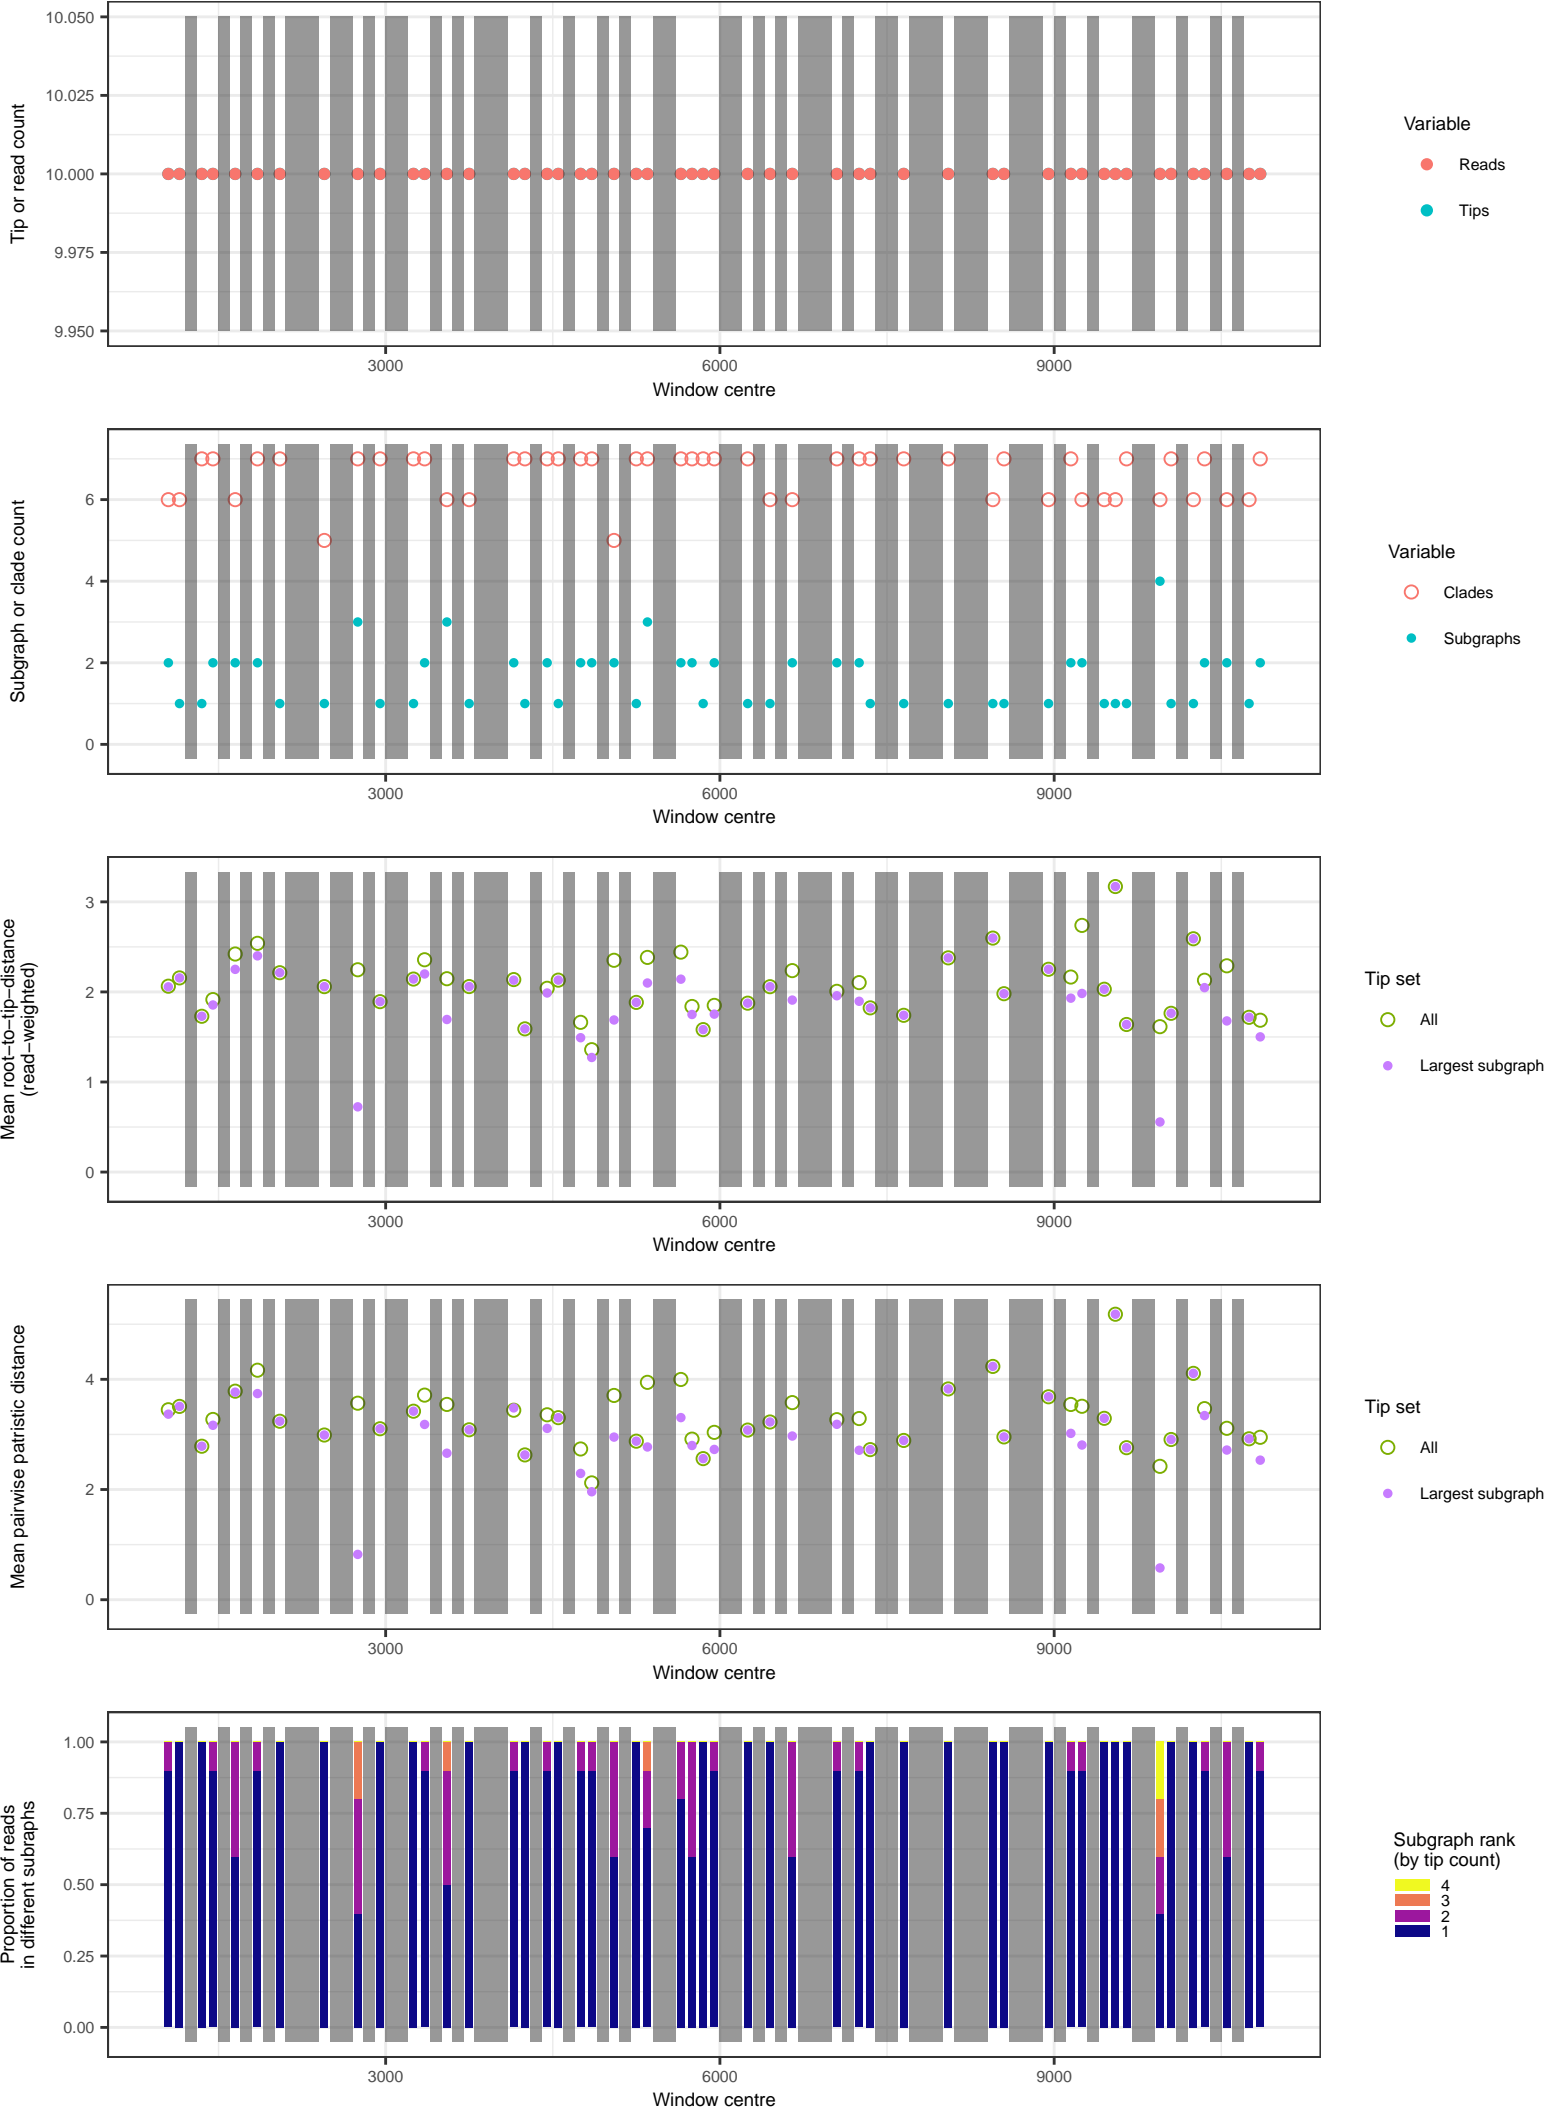 10.050
10.025
10.000
9.975
9.950
Tip or read count
3000 6000 9000
Window centre
Variable
Reads
Tips
6
4
2
0
Subgraph or clade count
3000 6000 9000
Window centre
Variable
Clades
Subgraphs
3
2
1
0
Mean root−to−tip−distance
(read−weighted)
3000 6000 9000
Window centre
Tip set
All
Largest subgraph
4
2
0
Mean pairwise patristic distance
3000 6000 9000
Window centre
Tip set
All
Largest subgraph
1.00
0.75
0.50
0.25
0.00
Proportion of reads
in different subraphs
3000 6000 9000
Window centre
Subgraph rank
(by tip count)
4
3
2
1